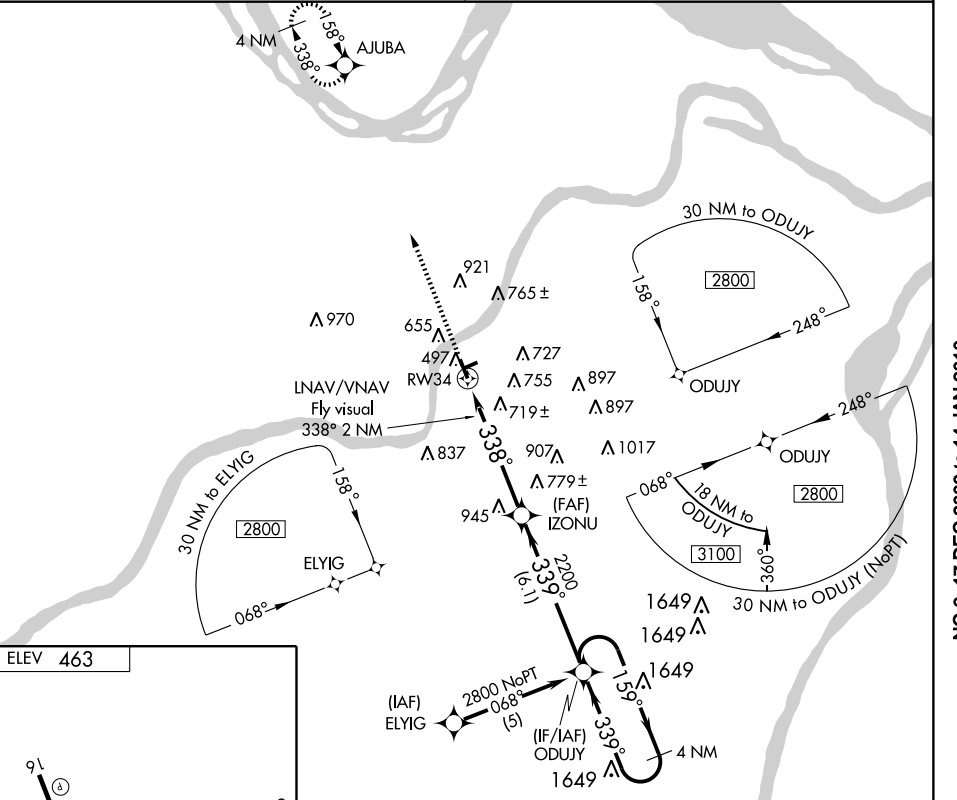 158°
4 NM
338°
AJUBA
30 NM to ODUJY
2800
158°
248°
ODUJY
921
765 ±
970
655
497
727
RW34
755
897
719 ±
897
LNAV/VNAV
Fly visual
338° 2 NM
338°
837
907
1017
779 ±
945
(FAF)
IZONU
248°
ODUJY
068°
18 NM to
ODUJY
2800
3100
360°
30 NM to ODUJY (NoPT)
30 NM to ELYIG
158°
2800
ELYIG
068°
2200
339°
(6.1)
1649
1649
1649
ELEV 463
2800 NoPT
068°
(5)
(IAF)
ELYIG
(IF/IAF)
ODUJY
159°
339°
4 NM
1649
16
P